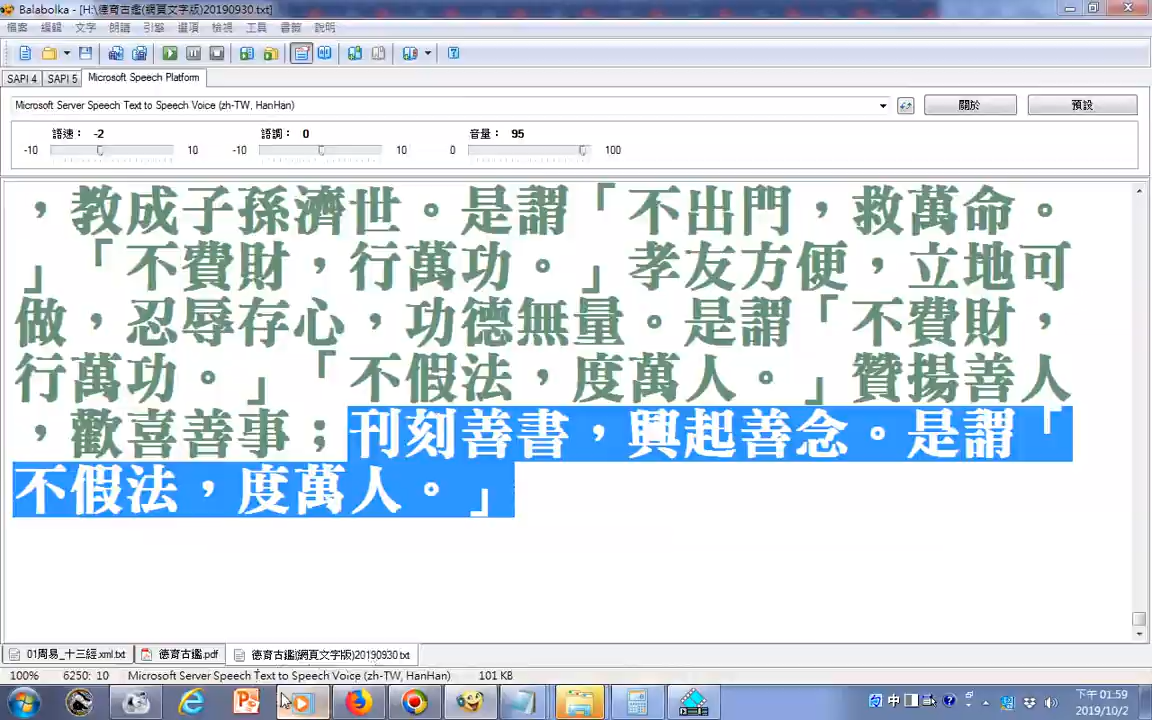 Balabolka - [H:\德育古鑑(網頁文字版)20190930.txt]
檔案 編輯 文字 朗讀 引擎 選項 檢視 工具 書籤 說明
SAPI 4 SAPI 5 Microsoft Speech Platform
Microsoft Server Speech Text to Speech Voice (zh-TW, HanHan) 關於 預設
語速： -2 語調： 0 音量： 95
-10 10 -10 10 0 100
，教成子孫濟世。是謂「不出門，救萬命。
」「不費財，行萬功。」孝友方便，立地可
做，忍辱存心，功德無量。是謂「不費財，
行萬功。」「不假法，度萬人。」贊揚善人
，歡喜善事；刊刻善書，興起善念。是謂「
不假法，度萬人。」
01周易_十三經.xml.txt 德育古鑑.pdf 德育古鑑(網頁文字版)20190930.txt
100% 6250: 10 Microsoft Server Speech Text to Speech Voice (zh-TW, HanHan) 101 KB
中 下午 01:59
2019/10/2